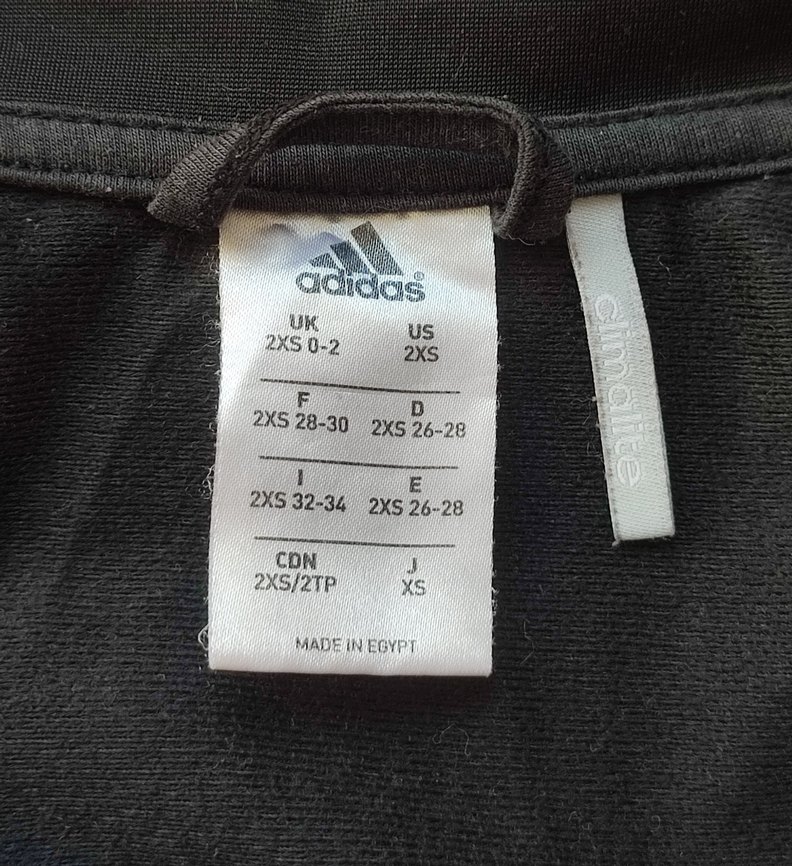 adidas®
UK US
2XS 0-2 2XS
F D
2XS 28-30 2XS 26-28
I E
2XS 32-34 2XS 26-28
CDN J
2XS/2TP XS
MADE IN EGYPT
climalite